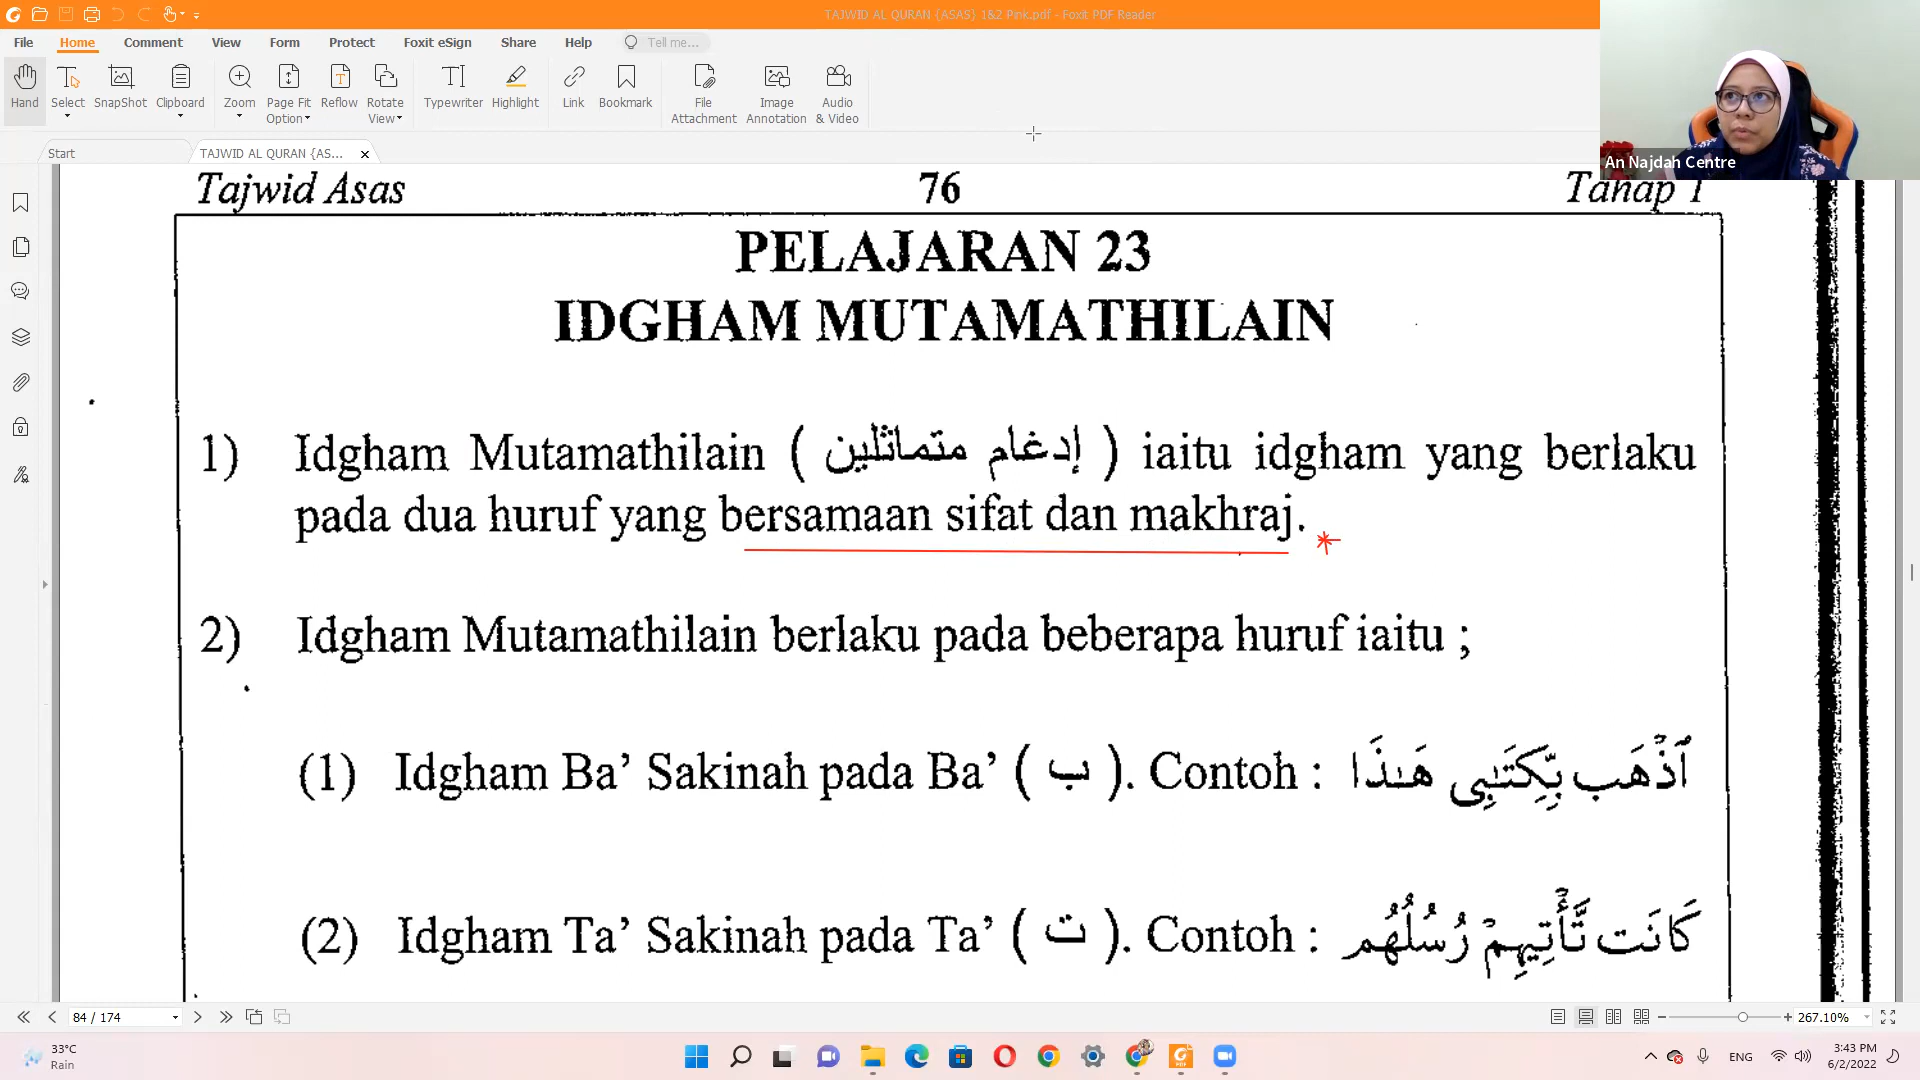 TAJWID AL QURAN {ASAS} 1&2 Pink.pdf - Foxit PDF Reader
File Home Comment View Form Protect Foxit eSign Share Help Tell me...
Hand Select SnapShot Clipboard Zoom Page Fit Option Reflow Rotate View Typewriter Highlight Link Bookmark File Attachment Image Annotation Audio & Video
An Najdah Centre
Start TAJWID AL QURAN {AS...
Tajwid Asas 76 Tahap 1
PELAJARAN 23
IDGHAM MUTAMATHILAIN
1) Idgham Mutamathilain ( إدغام متماثلين ) iaitu idgham yang berlaku
pada dua huruf yang bersamaan sifat dan makhraj. *
2) Idgham Mutamathilain berlaku pada beberapa huruf iaitu ;
(1) Idgham Ba’ Sakinah pada Ba’ ( ب ). Contoh : ٱذْهَب بِّكِتَـٰبِى هَـٰذَا
(2) Idgham Ta’ Sakinah pada Ta’ ( ت ). Contoh : كَانَت تَّأْتِيهِمْ رُسُلُهُم
84 / 174 267.10%
33°C
Rain
ENG
3:43 PM
6/2/2022